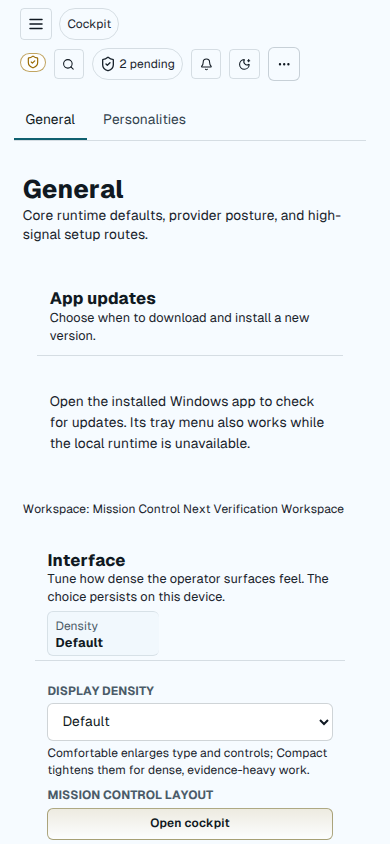 Cockpit
2 pending
General
Personalities
General
Core runtime defaults, provider posture, and high-
signal setup routes.
App updates
Choose when to download and install a new
version.
Open the installed Windows app to check
for updates. Its tray menu also works while
the local runtime is unavailable.
Workspace: Mission Control Next Verification Workspace
Interface
Tune how dense the operator surfaces feel. The
choice persists on this device.
Density
Default
DISPLAY DENSITY
Default
Comfortable enlarges type and controls; Compact
tightens them for dense, evidence-heavy work.
MISSION CONTROL LAYOUT
Open cockpit